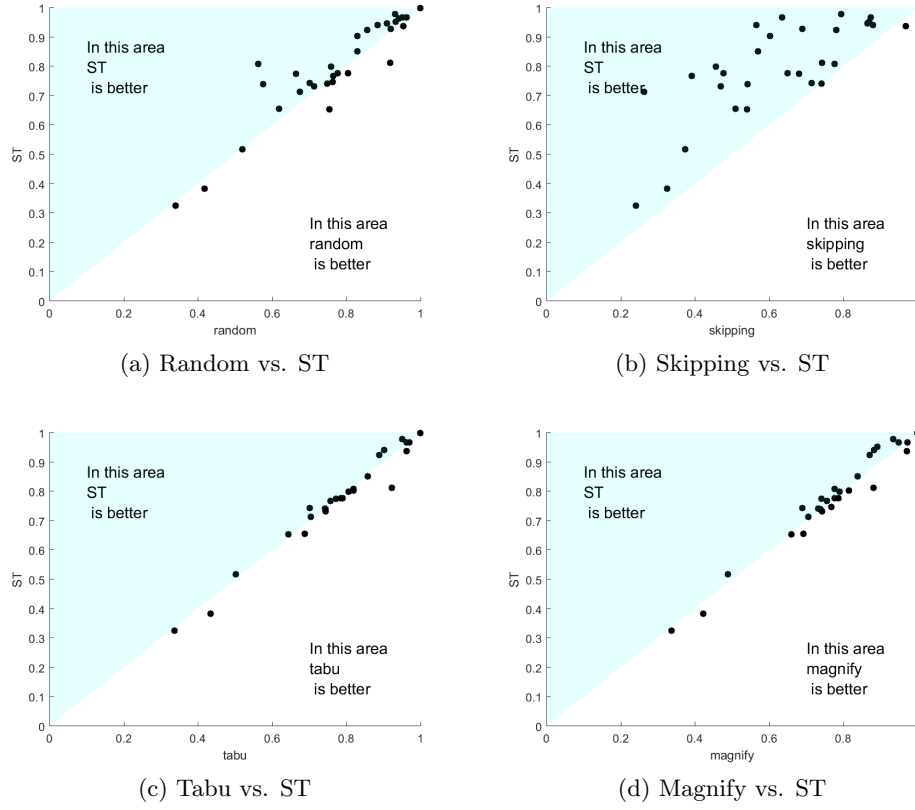 1
0.9
0.8
0.7
0.6
0.5
0.4
0.3
0.2
0.1
0
ST
In this area
ST
is better
In this area
random
is better
0 0.2 0.4 0.6 0.8 1
random
(a) Random vs. ST
1
0.9
0.8
0.7
0.6
0.5
0.4
0.3
0.2
0.1
0
ST
In this area
ST
is better
In this area
skipping
is better
0 0.2 0.4 0.6 0.8
skipping
(b) Skipping vs. ST
1
0.9
0.8
0.7
0.6
0.5
0.4
0.3
0.2
0.1
0
ST
In this area
ST
is better
In this area
tabu
is better
0 0.2 0.4 0.6 0.8 1
tabu
(c) Tabu vs. ST
1
0.9
0.8
0.7
0.6
0.5
0.4
0.3
0.2
0.1
0
ST
In this area
ST
is better
In this area
magnify
is better
0 0.2 0.4 0.6 0.8
magnify
(d) Magnify vs. ST